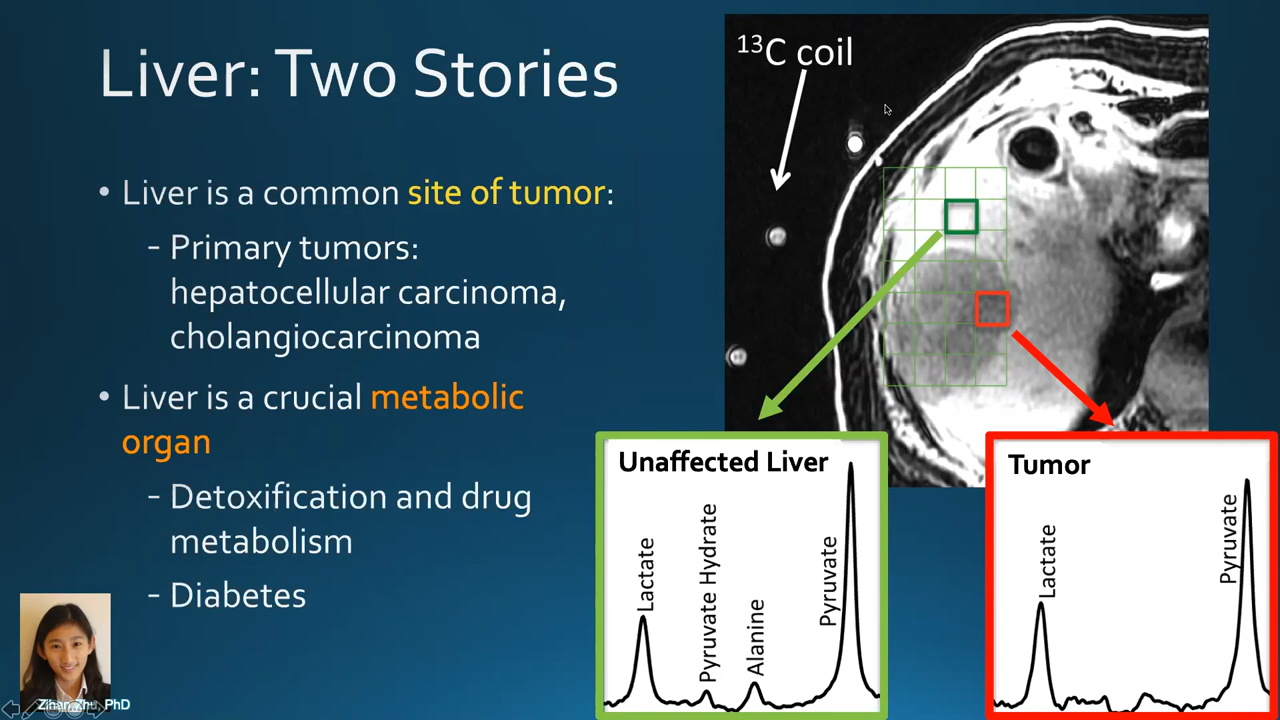 Liver: Two Stories
• Liver is a common site of tumor:
- Primary tumors:
hepatocellular carcinoma,
cholangiocarcinoma
• Liver is a crucial metabolic
organ
- Detoxification and drug
metabolism
- Diabetes
Zihan Zhu, PhD
¹³C coil
Unaffected Liver
Lactate
Pyruvate Hydrate
Alanine
Pyruvate
Tumor
Lactate
Pyruvate